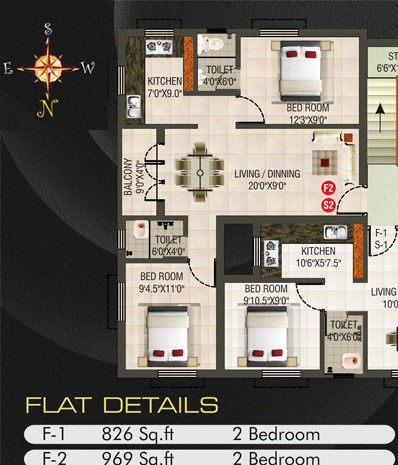 S
E W
N
KITCHEN
7'0"X9.0"
TOILET
4'0"X6'0"
BED ROOM
12'3"X9'0"
ST
6'6"X1
BALCONY
9'0"X4'0"
LIVING / DINNING
20'0"X9'0"
F2
S2
F-1
S-1
TOILET
6'0"X4'0"
KITCHEN
10'6"X5'7.5"
BED ROOM
9'4.5"X11'0"
BED ROOM
9'10.5"X9'0"
LIVING
10'0
TOILET
4'0"X6'0"
FLAT DETAILS
F-1 826 Sq.ft 2 Bedroom
F-2 969 Sq.ft 2 Bedroom